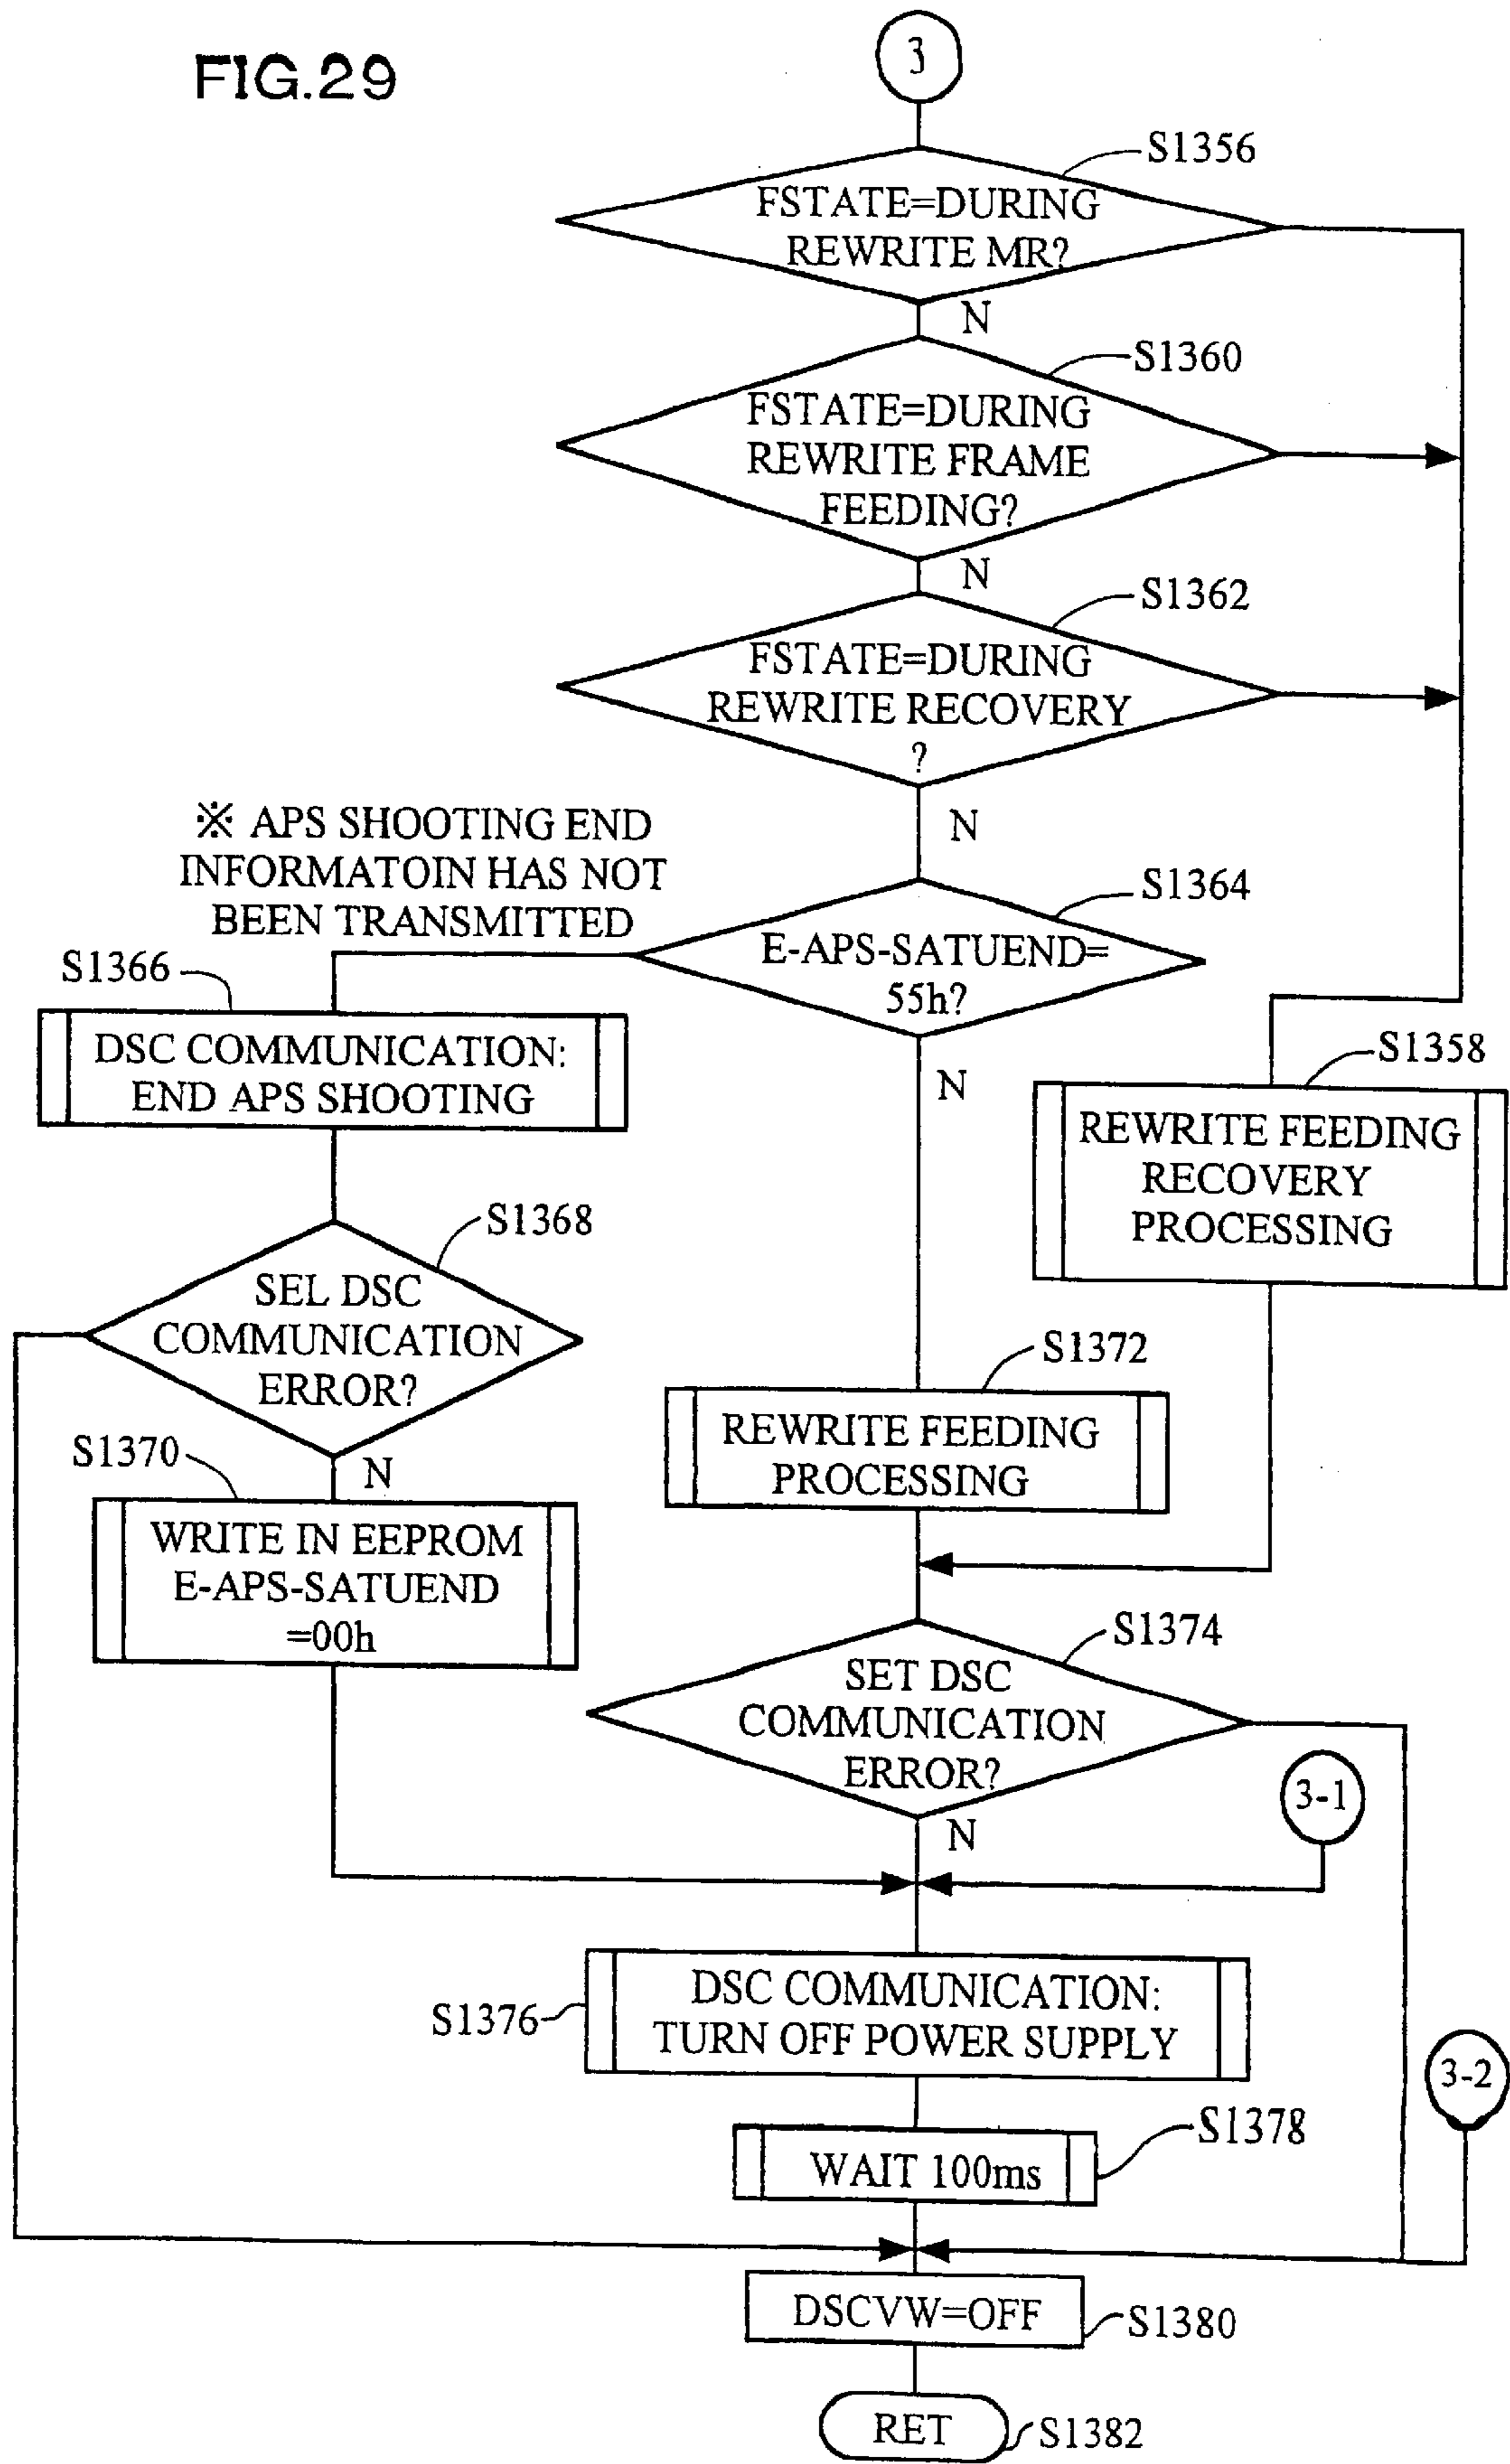 FIG.29
3
S1356
FSTATE=DURING
REWRITE MR?
N
S1360
FSTATE=DURING
REWRITE FRAME
FEEDING?
N
S1362
FSTATE=DURING
REWRITE RECOVERY
?
N
※ APS SHOOTING END
INFORMATOIN HAS NOT
BEEN TRANSMITTED
S1364
E-APS-SATUEND=
55h?
N
S1366
DSC COMMUNICATION:
END APS SHOOTING
S1358
REWRITE FEEDING
RECOVERY
PROCESSING
S1368
SEL DSC
COMMUNICATION
ERROR?
N
S1372
REWRITE FEEDING
PROCESSING
S1370
WRITE IN EEPROM
E-APS-SATUEND
=00h
S1374
SET DSC
COMMUNICATION
ERROR?
N
3-1
S1376
DSC COMMUNICATION:
TURN OFF POWER SUPPLY
3-2
S1378
WAIT 100ms
DSCVW=OFF
S1380
RET
S1382